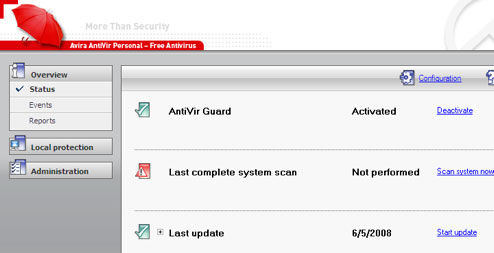 More Than Security
Avira AntiVir Personal – Free Antivirus
Overview
Status
Events
Reports
Local protection
Administration
Configuration
AntiVir Guard Activated Deactivate
Last complete system scan Not performed Scan system now
Last update 6/5/2008 Start update